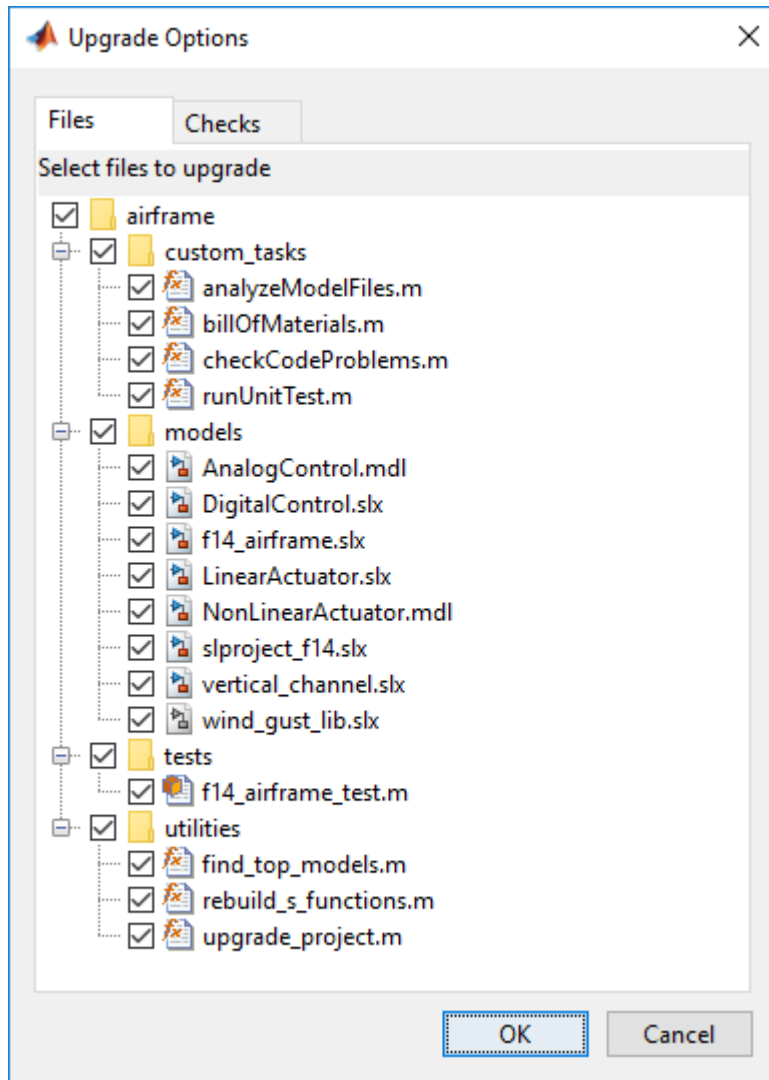 Upgrade Options
Files Checks
Select files to upgrade
airframe
custom_tasks
analyzeModelFiles.m
billOfMaterials.m
checkCodeProblems.m
runUnitTest.m
models
AnalogControl.mdl
DigitalControl.slx
f14_airframe.slx
LinearActuator.slx
NonLinearActuator.mdl
slproject_f14.slx
vertical_channel.slx
wind_gust_lib.slx
tests
f14_airframe_test.m
utilities
find_top_models.m
rebuild_s_functions.m
upgrade_project.m
OK Cancel